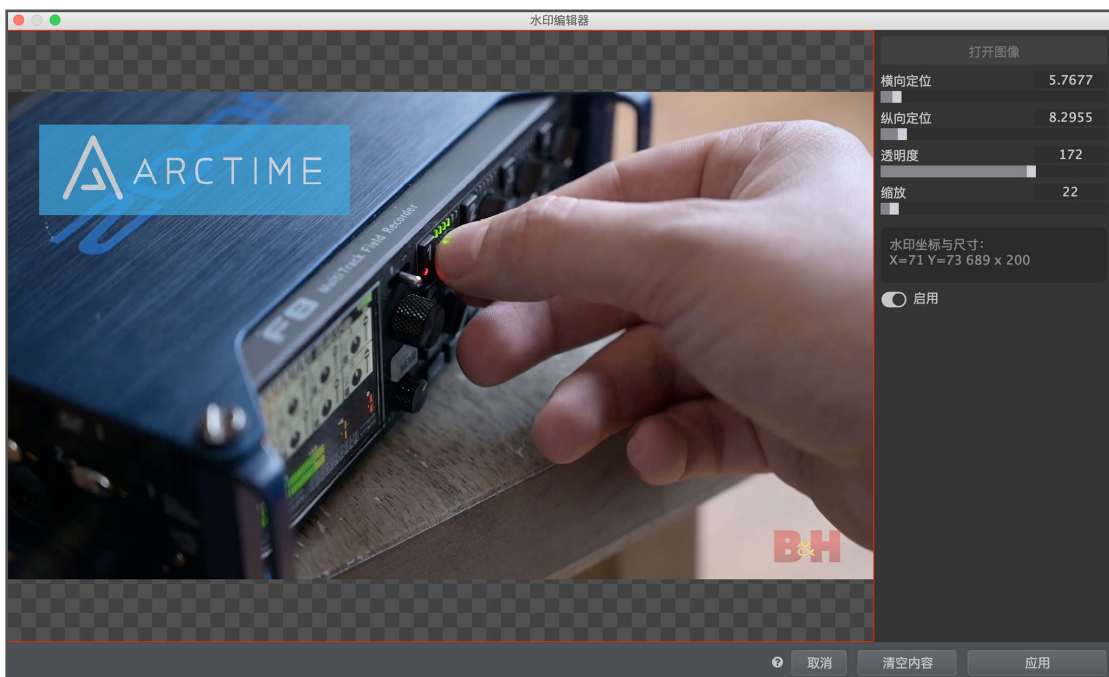 水印编辑器
打开图像
横向定位 5.7677
纵向定位 8.2955
透明度 172
缩放 22
水印坐标与尺寸：
X=71 Y=73 689 x 200
启用
ARCTIME
F8 MultiTrack Field Recorder
MENU
B&H
取消
清空内容
应用